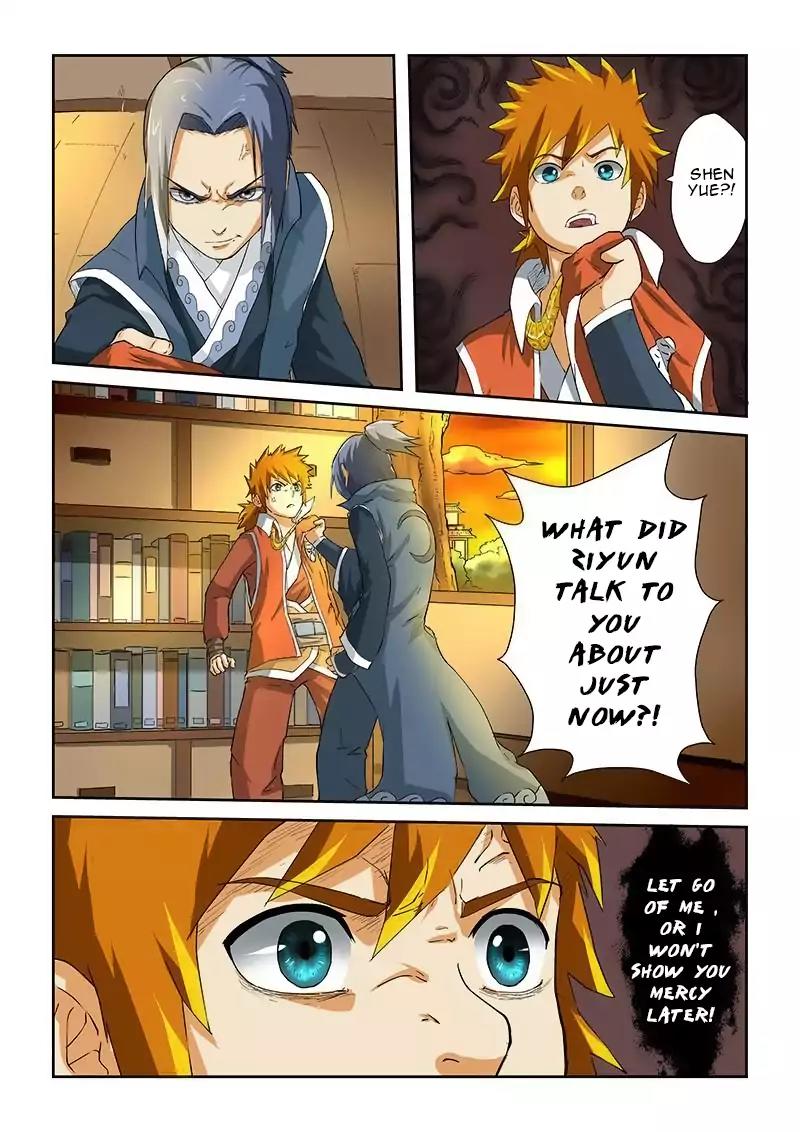 SHEN
YUE?!
WHAT DID
ZIYUN
TALK TO
YOU
ABOUT
JUST
NOW?!
LET GO
OF ME ,
OR I
WON'T
SHOW YOU
MERCY
LATER!